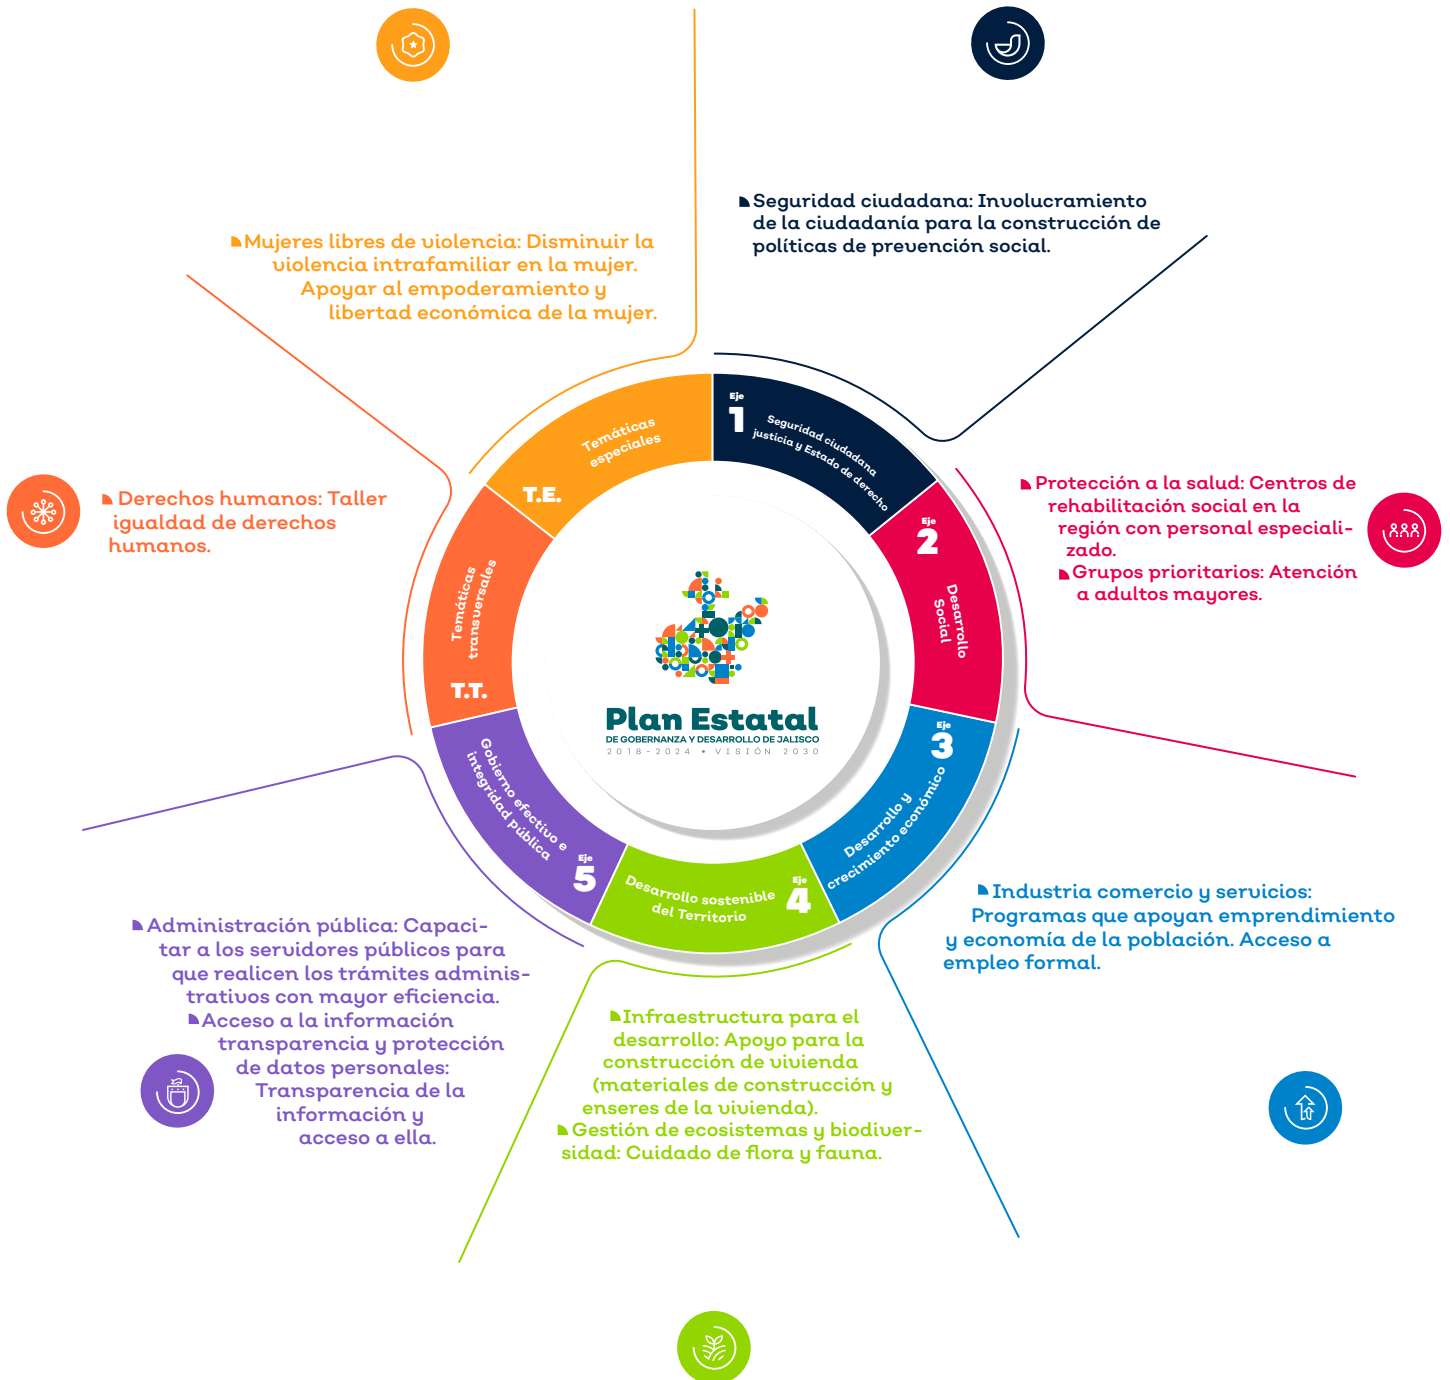 Mujeres libres de violencia: Disminuir la
violencia intrafamiliar en la mujer.
Apoyar al empoderamiento y
libertad económica de la mujer.
Seguridad ciudadana: Involucramiento
de la ciudadanía para la construcción de
políticas de prevención social.
Derechos humanos: Taller
igualdad de derechos
humanos.
Protección a la salud: Centros de
rehabilitación social en la
región con personal especiali-
zado.
Grupos prioritarios: Atención
a adultos mayores.
Temáticas
especiales
T.E.
Eje
1
Seguridad ciudadana
justicia y Estado de derecho
Eje
2
Desarrollo
Social
Temáticas
transversales
T.T.
Plan Estatal
DE GOBERNANZA Y DESARROLLO DE JALISCO
2018-2024 • VISIÓN 2030
Eje
3
Desarrollo y
crecimiento económico
Gobierno efectivo e
integridad pública
Eje
5
Desarrollo sostenible
del Territorio
Eje
4
Industria comercio y servicios:
Programas que apoyan emprendimiento
y economía de la población. Acceso a
empleo formal.
Administración pública: Capaci-
tar a los servidores públicos para
que realicen los trámites adminis-
trativos con mayor eficiencia.
Acceso a la información
transparencia y protección
de datos personales:
Transparencia de la
información y
acceso a ella.
Infraestructura para el
desarrollo: Apoyo para la
construcción de vivienda
(materiales de construcción y
enseres de la vivienda).
Gestión de ecosistemas y biodiver-
sidad: Cuidado de flora y fauna.